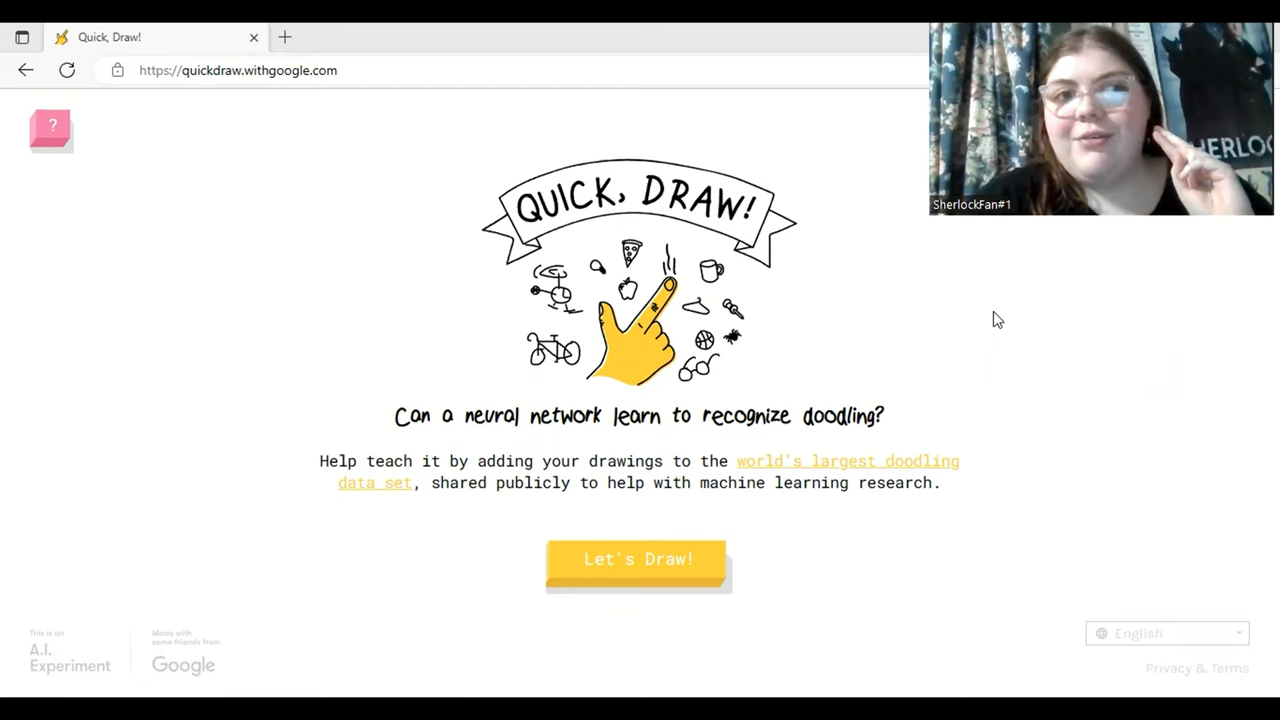 Quick, Draw!
https://quickdraw.withgoogle.com
?
HERLOC
SherlockFan#1
QUICK, DRAW!
Can a neural network learn to recognize doodling?
Help teach it by adding your drawings to the world's largest doodling
data set, shared publicly to help with machine learning research.
Let's Draw!
This is an
A.I.
Experiment
Made with
some friends from
Google
English
Privacy & Terms